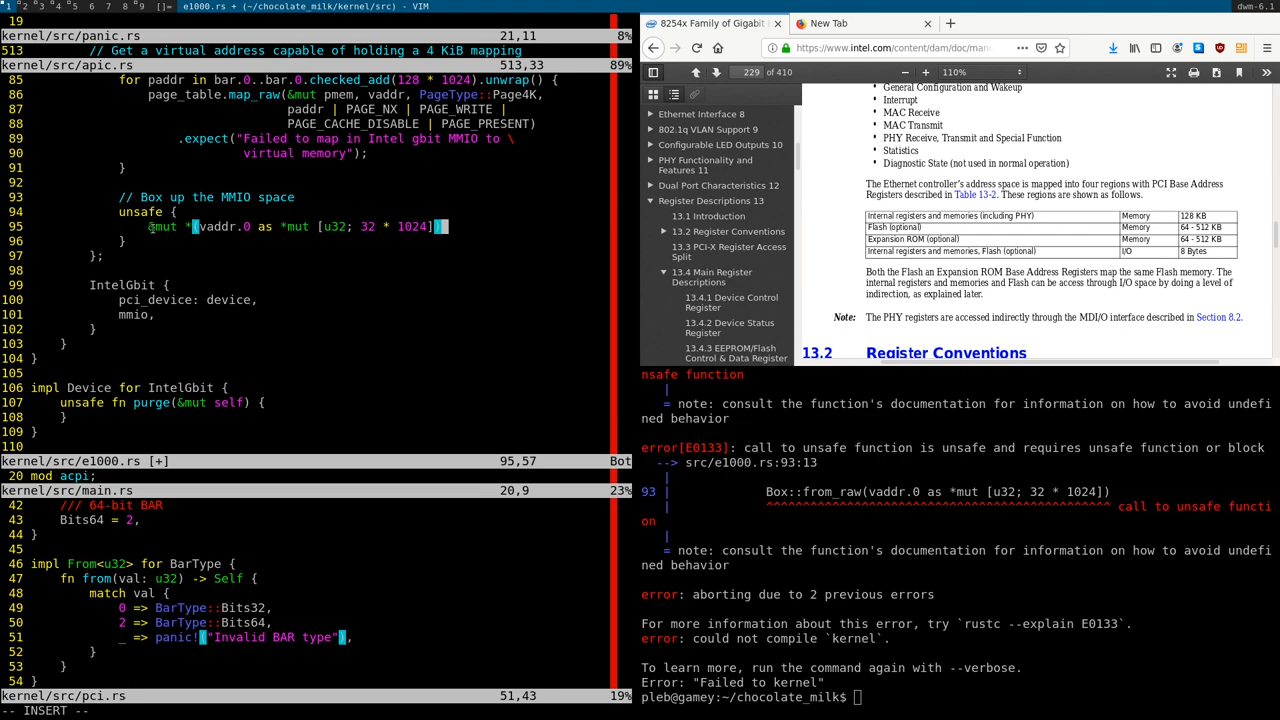 1 2 3 4 5 6 7 8 9 []= e1000.rs + (~/chocolate_milk/kernel/src) - VIM
dwm-6.1
19
kernel/src/panic.rs 21,11 8%
513 // Get a virtual address capable of holding a 4 KiB mapping
kernel/src/apic.rs 513,33 89%
85 for paddr in bar.0..bar.0.checked_add(128 * 1024).unwrap() {
86 page_table.map_raw(&mut pmem, vaddr, PageType::Page4K,
87 paddr | PAGE_NX | PAGE_WRITE |
88 PAGE_CACHE_DISABLE | PAGE_PRESENT)
89 .expect("Failed to map in Intel gbit MMIO to \
90 virtual memory");
91 }
92
93 // Box up the MMIO space
94 unsafe {
95 &mut *(vaddr.0 as *mut [u32; 32 * 1024])
96 }
97 };
98
99 IntelGbit {
100 pci_device: device,
101 mmio,
102 }
103 }
104 }
105
106 impl Device for IntelGbit {
107 unsafe fn purge(&mut self) {
108 }
109 }
110
kernel/src/e1000.rs [+] 95,57 Bot
20 mod acpi;
kernel/src/main.rs 20,9 23%
42 /// 64-bit BAR
43 Bits64 = 2,
44 }
45
46 impl From<u32> for BarType {
47 fn from(val: u32) -> Self {
48 match val {
49 0 => BarType::Bits32,
50 2 => BarType::Bits64,
51 _ => panic!("Invalid BAR type"),
52 }
53 }
54 }
kernel/src/pci.rs 51,43 19%
-- INSERT --
8254x Family of Gigabit
New Tab
https://www.intel.com/content/dam/doc/man
229 of 410
110%
Ethernet Interface 8
802.1q VLAN Support 9
Configurable LED Outputs 10
PHY Functionality and
Features 11
Dual Port Characteristics 12
Register Descriptions 13
13.1 Introduction
13.2 Register Conventions
13.3 PCI-X Register Access
Split
13.4 Main Register
Descriptions
13.4.1 Device Control
Register
13.4.2 Device Status
Register
13.4.3 EEPROM/Flash
Control & Data Register
• General Configuration and Wakeup
• Interrupt
• MAC Receive
• MAC Transmit
• PHY Receive, Transmit and Special Function
• Statistics
• Diagnostic State (not used in normal operation)
The Ethernet controller's address space is mapped into four regions with PCI Base Address
Registers described in Table 13-2. These regions are shown as follows.
Internal registers and memories (including PHY) Memory 128 KB
Flash (optional) Memory 64 - 512 KB
Expansion ROM (optional) Memory 64 - 512 KB
Internal registers and memories, Flash (optional) I/O 8 Bytes
Both the Flash an Expansion ROM Base Address Registers map the same Flash memory. The
internal registers and memories and Flash can be access through I/O space by doing a level of
indirection, as explained later.
Note: The PHY registers are accessed indirectly through the MDI/O interface described in Section 8.2.
13.2 Register Conventions
nsafe function
|
= note: consult the function's documentation for information on how to avoid undefi
ned behavior
error[E0133]: call to unsafe function is unsafe and requires unsafe function or block
--> src/e1000.rs:93:13
|
93 | Box::from_raw(vaddr.0 as *mut [u32; 32 * 1024])
| ^^^^^^^^^^^^^^^^^^^^^^^^^^^^^^^^^^^^^^^^^^^^^^^ call to unsafe functi
on
|
= note: consult the function's documentation for information on how to avoid undefi
ned behavior
error: aborting due to 2 previous errors
For more information about this error, try `rustc --explain E0133`.
error: could not compile `kernel`.
To learn more, run the command again with --verbose.
Error: "Failed to kernel"
pleb@gamey:~/chocolate_milk$